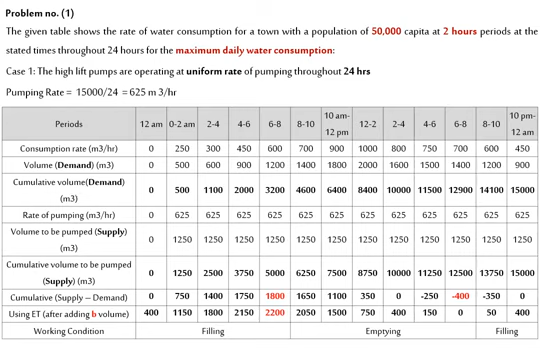 Problem no. (1)
The given table shows the rate of water consumption for a town with a population of 50,000 capita at 2 hours periods at the
stated times throughout 24 hours for the maximum daily water consumption:
Case 1: The high lift pumps are operating at uniform rate of pumping throughout 24 hrs
Pumping Rate = 15000/24 =625 m 3/hr
Periods 12 am 0-2 am 2-4 4-6 6-8 8-10 10 am-12 pm 12-2 2-4 4-6 6-8 8-10 10 pm-12 am
Consumption rate (m3/hr) 0 250 300 450 600 700 900 1000 800 750 700 600 450
Volume (Demand) (m3) 0 500 600 900 1200 1400 1800 2000 1600 1500 1400 1200 900
Cumulative volume(Demand) (m3) 0 500 1100 2000 3200 4600 6400 8400 10000 11500 12900 14100 15000
Rate of pumping (m3/hr) 0 625 625 625 625 625 625 625 625 625 625 625 625
Volume to be pumped (Supply) (m3) 0 1250 1250 1250 1250 1250 1250 1250 1250 1250 1250 1250 1250
Cumulative volume to be pumped (Supply) (m3) 0 1250 2500 3750 5000 6250 7500 8750 10000 11250 12500 13750 15000
Cumulative (Supply – Demand) 0 750 1400 1750 1800 1650 1100 350 0 -250 -400 -350 0
Using ET (after adding b volume) 400 1150 1800 2150 2200 2050 1500 750 400 150 0 50 400
Working Condition Filling Emptying Filling